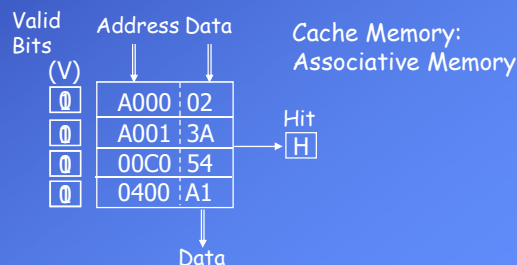 Valid
Bits
(V)
Address Data
Cache Memory:
Associative Memory
A000 02
A001 3A
00C0 54
0400 A1
Hit
H
Data